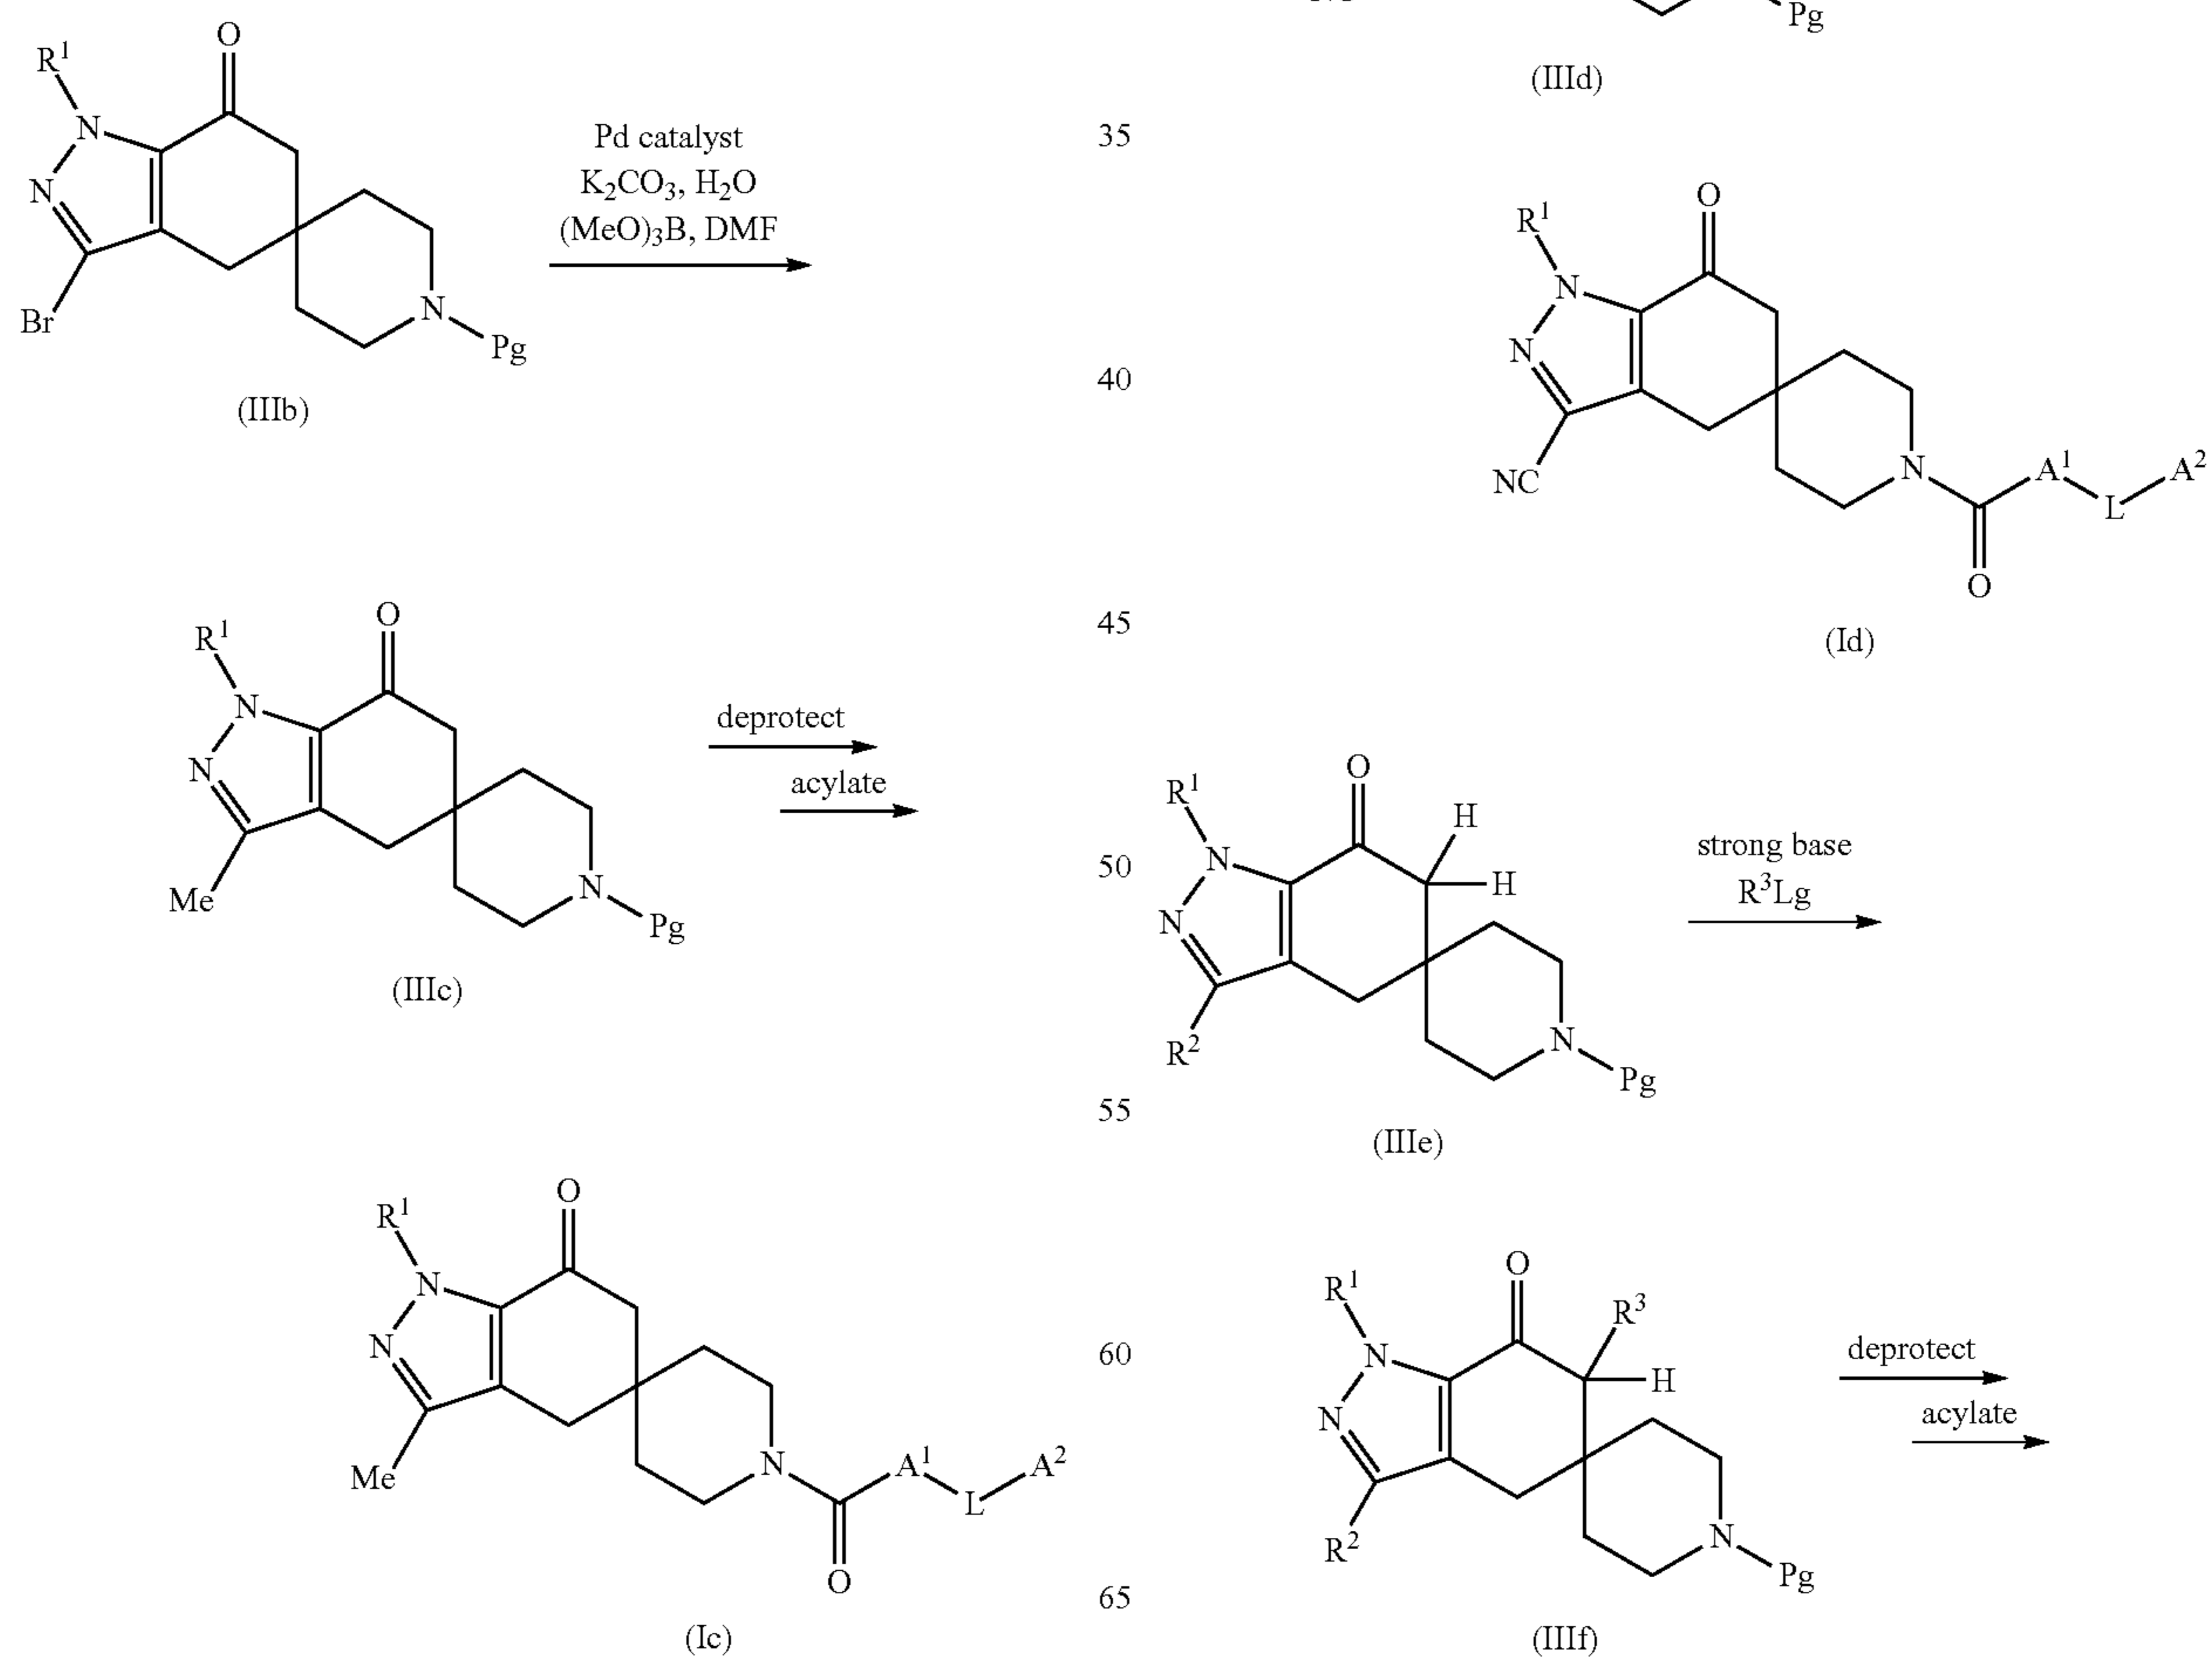 R¹
O
N
N
Br
N
Pg
(IIIb)
Pd catalyst
K₂CO₃, H₂O
(MeO)₃B, DMF
R¹
O
N
N
Me
N
Pg
(IIIc)
deprotect
acylate
R¹
O
N
N
Me
N
A¹
L
A²
O
(Ic)
35
40
45
50
55
60
65
Pg
(IIId)
R¹
O
N
N
NC
N
A¹
L
A²
O
(Id)
R¹
O
H
H
N
N
R²
N
Pg
(IIIe)
strong base
R³Lg
R¹
O
R³
H
N
N
R²
N
Pg
(IIIf)
deprotect
acylate